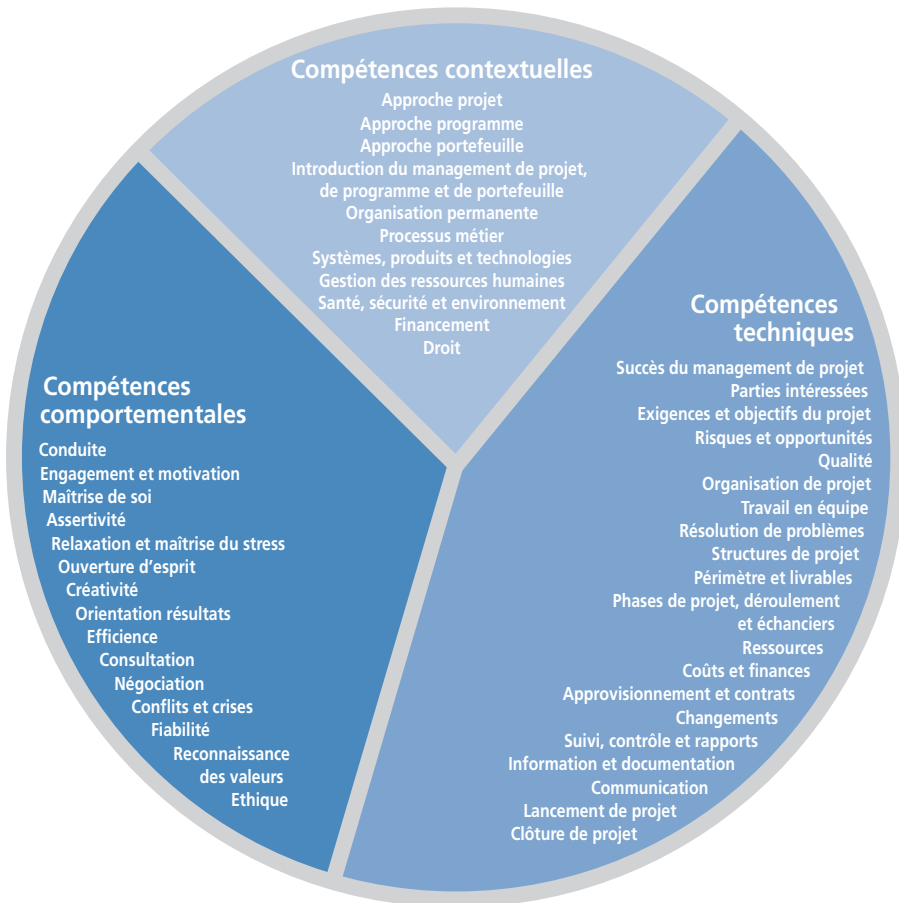 Compétences contextuelles
Approche projet
Approche programme
Approche portefeuille
Introduction du management de projet,
de programme et de portefeuille
Organisation permanente
Processus métier
Systèmes, produits et technologies
Gestion des ressources humaines
Santé, sécurité et environnement
Financement
Droit
Compétences
techniques
Succès du management de projet
Parties intéressées
Exigences et objectifs du projet
Risques et opportunités
Qualité
Organisation de projet
Travail en équipe
Résolution de problèmes
Structures de projet
Périmètre et livrables
Phases de projet, déroulement
et échanciers
Ressources
Coûts et finances
Approvisionnement et contrats
Changements
Suivi, contrôle et rapports
Information et documentation
Communication
Lancement de projet
Clôture de projet
Compétences
comportementales
Conduite
Engagement et motivation
Maîtrise de soi
Assertivité
Relaxation et maîtrise du stress
Ouverture d’esprit
Créativité
Orientation résultats
Efficience
Consultation
Négociation
Conflits et crises
Fiabilité
Reconnaissance
des valeurs
Ethique